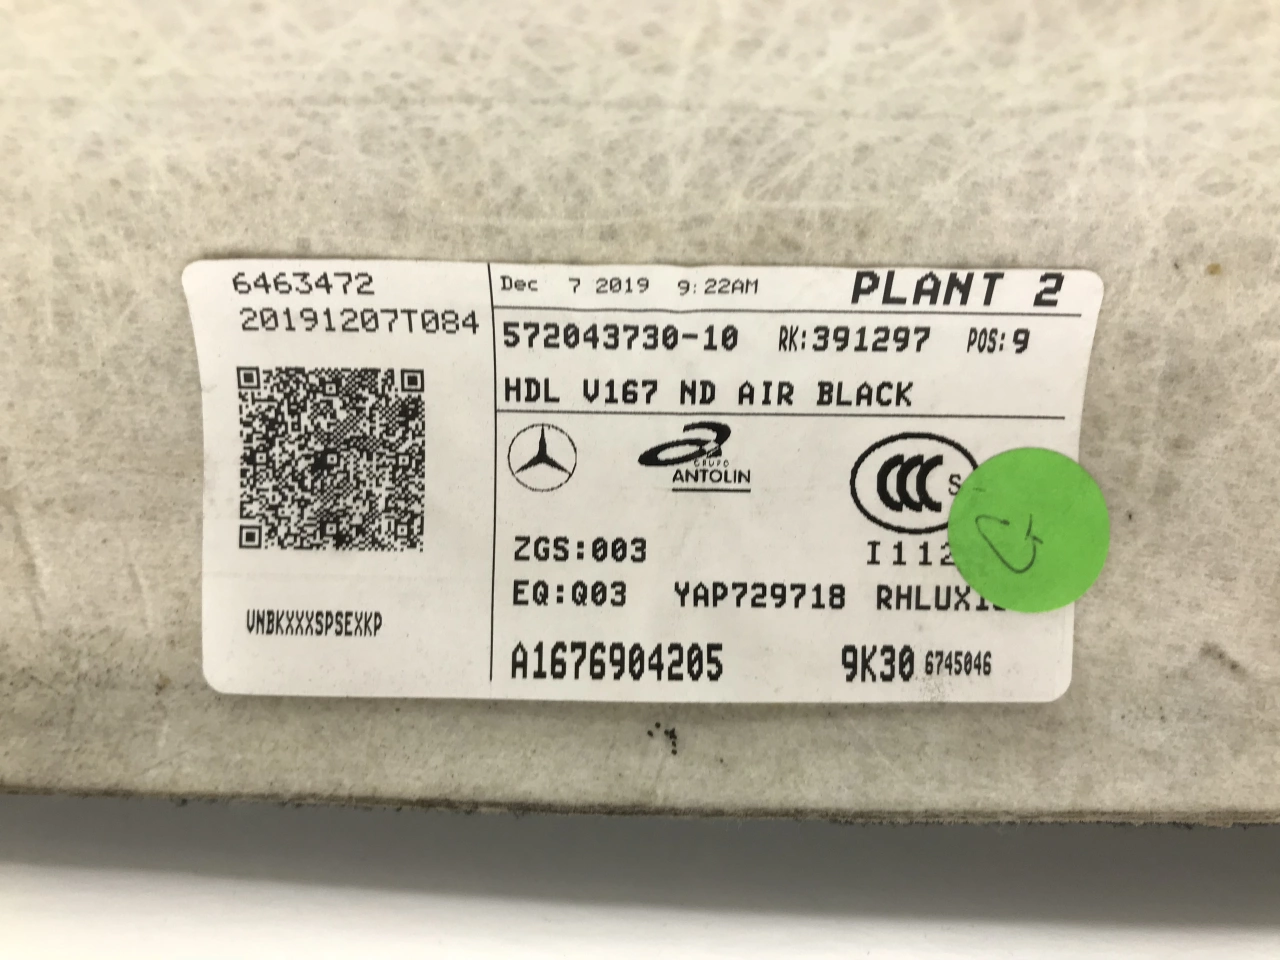 6463472
20191207T084
VNBKXXXSPSEXKP
Dec 7 2019 9:22AM PLANT 2
572043730-10 RK:391297 POS:9
HDL V167 ND AIR BLACK
GRUPO
ANTOLIN
CCC S
ZGS:003
EQ:Q03 YAP729718
A1676904205 9K30 6745046